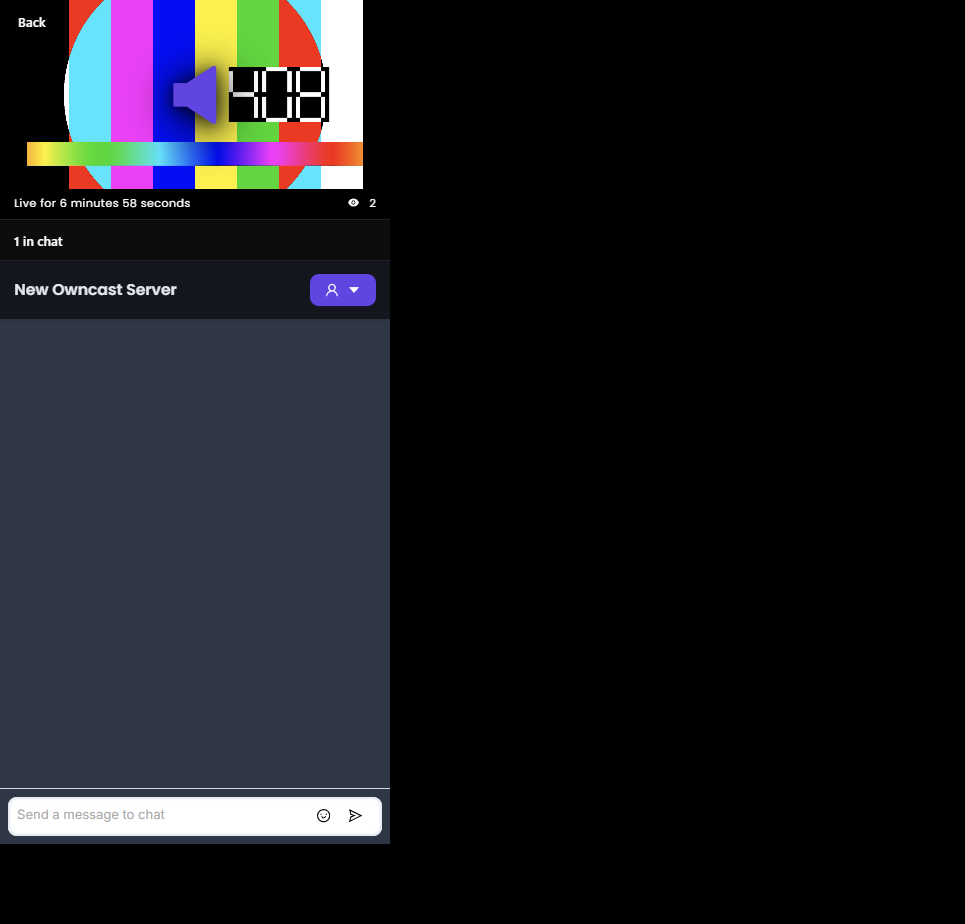 Back
408
Live for 6 minutes 58 seconds
2
1 in chat
New Owncast Server
Send a message to chat